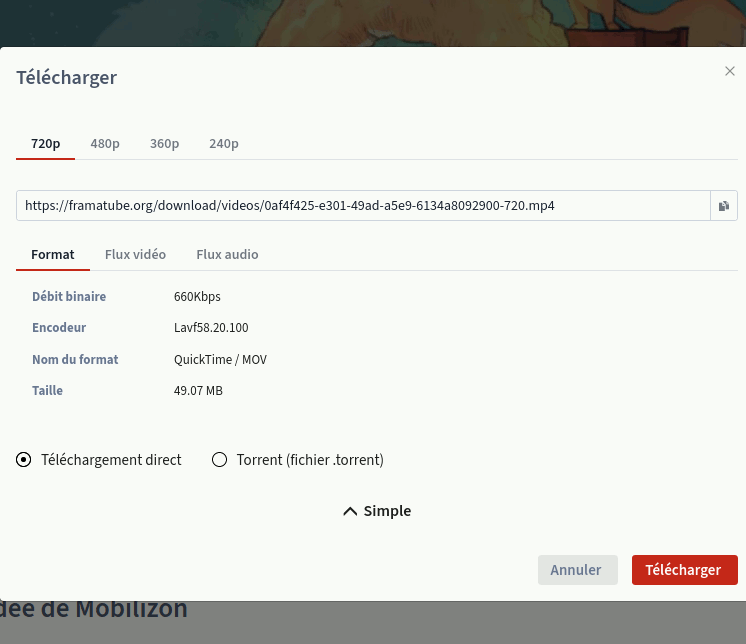 Télécharger
720p 480p 360p 240p
https://framatube.org/download/videos/0af4f425-e301-49ad-a5e9-6134a8092900-720.mp4
Format Flux vidéo Flux audio
Débit binaire 660Kbps
Encodeur Lavf58.20.100
Nom du format QuickTime / MOV
Taille 49.07 MB
Téléchargement direct Torrent (fichier .torrent)
Simple
Annuler Télécharger
dée de Mobilizon